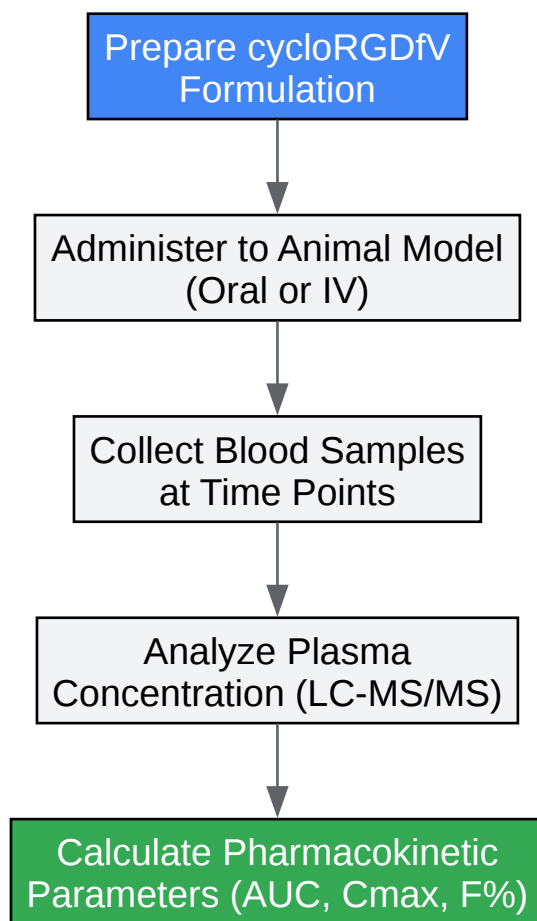 Prepare cycloRGDfV
Formulation
Administer to Animal Model
(Oral or IV)
Collect Blood Samples
at Time Points
Analyze Plasma
Concentration (LC-MS/MS)
Calculate Pharmacokinetic
Parameters (AUC, Cmax, F%)